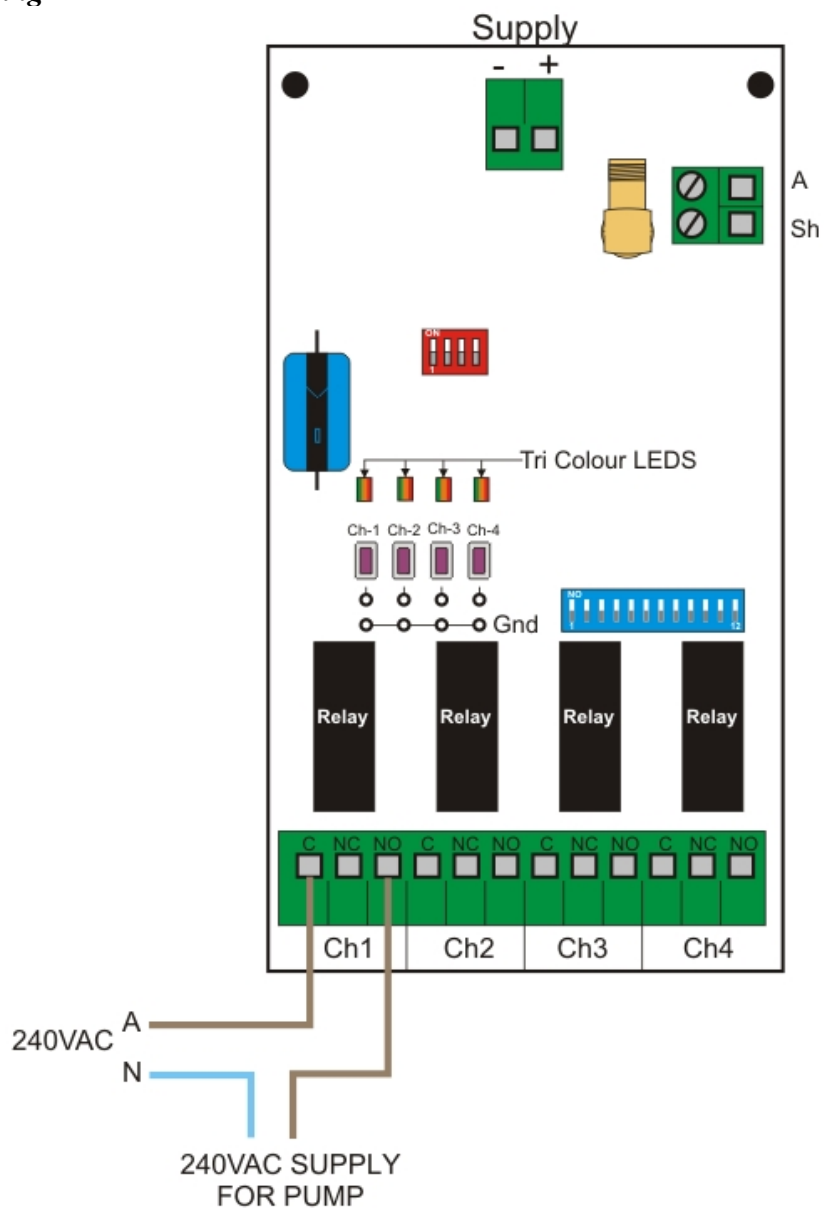 Supply
- +
A
Sh
ON
1
Tri Colour LEDS
Ch-1 Ch-2 Ch-3 Ch-4
NO
1 12
Gnd
Relay Relay Relay Relay
C NC NO C NC NO C NC NO C NC NO
Ch1 Ch2 Ch3 Ch4
240VAC A
N
240VAC SUPPLY
FOR PUMP